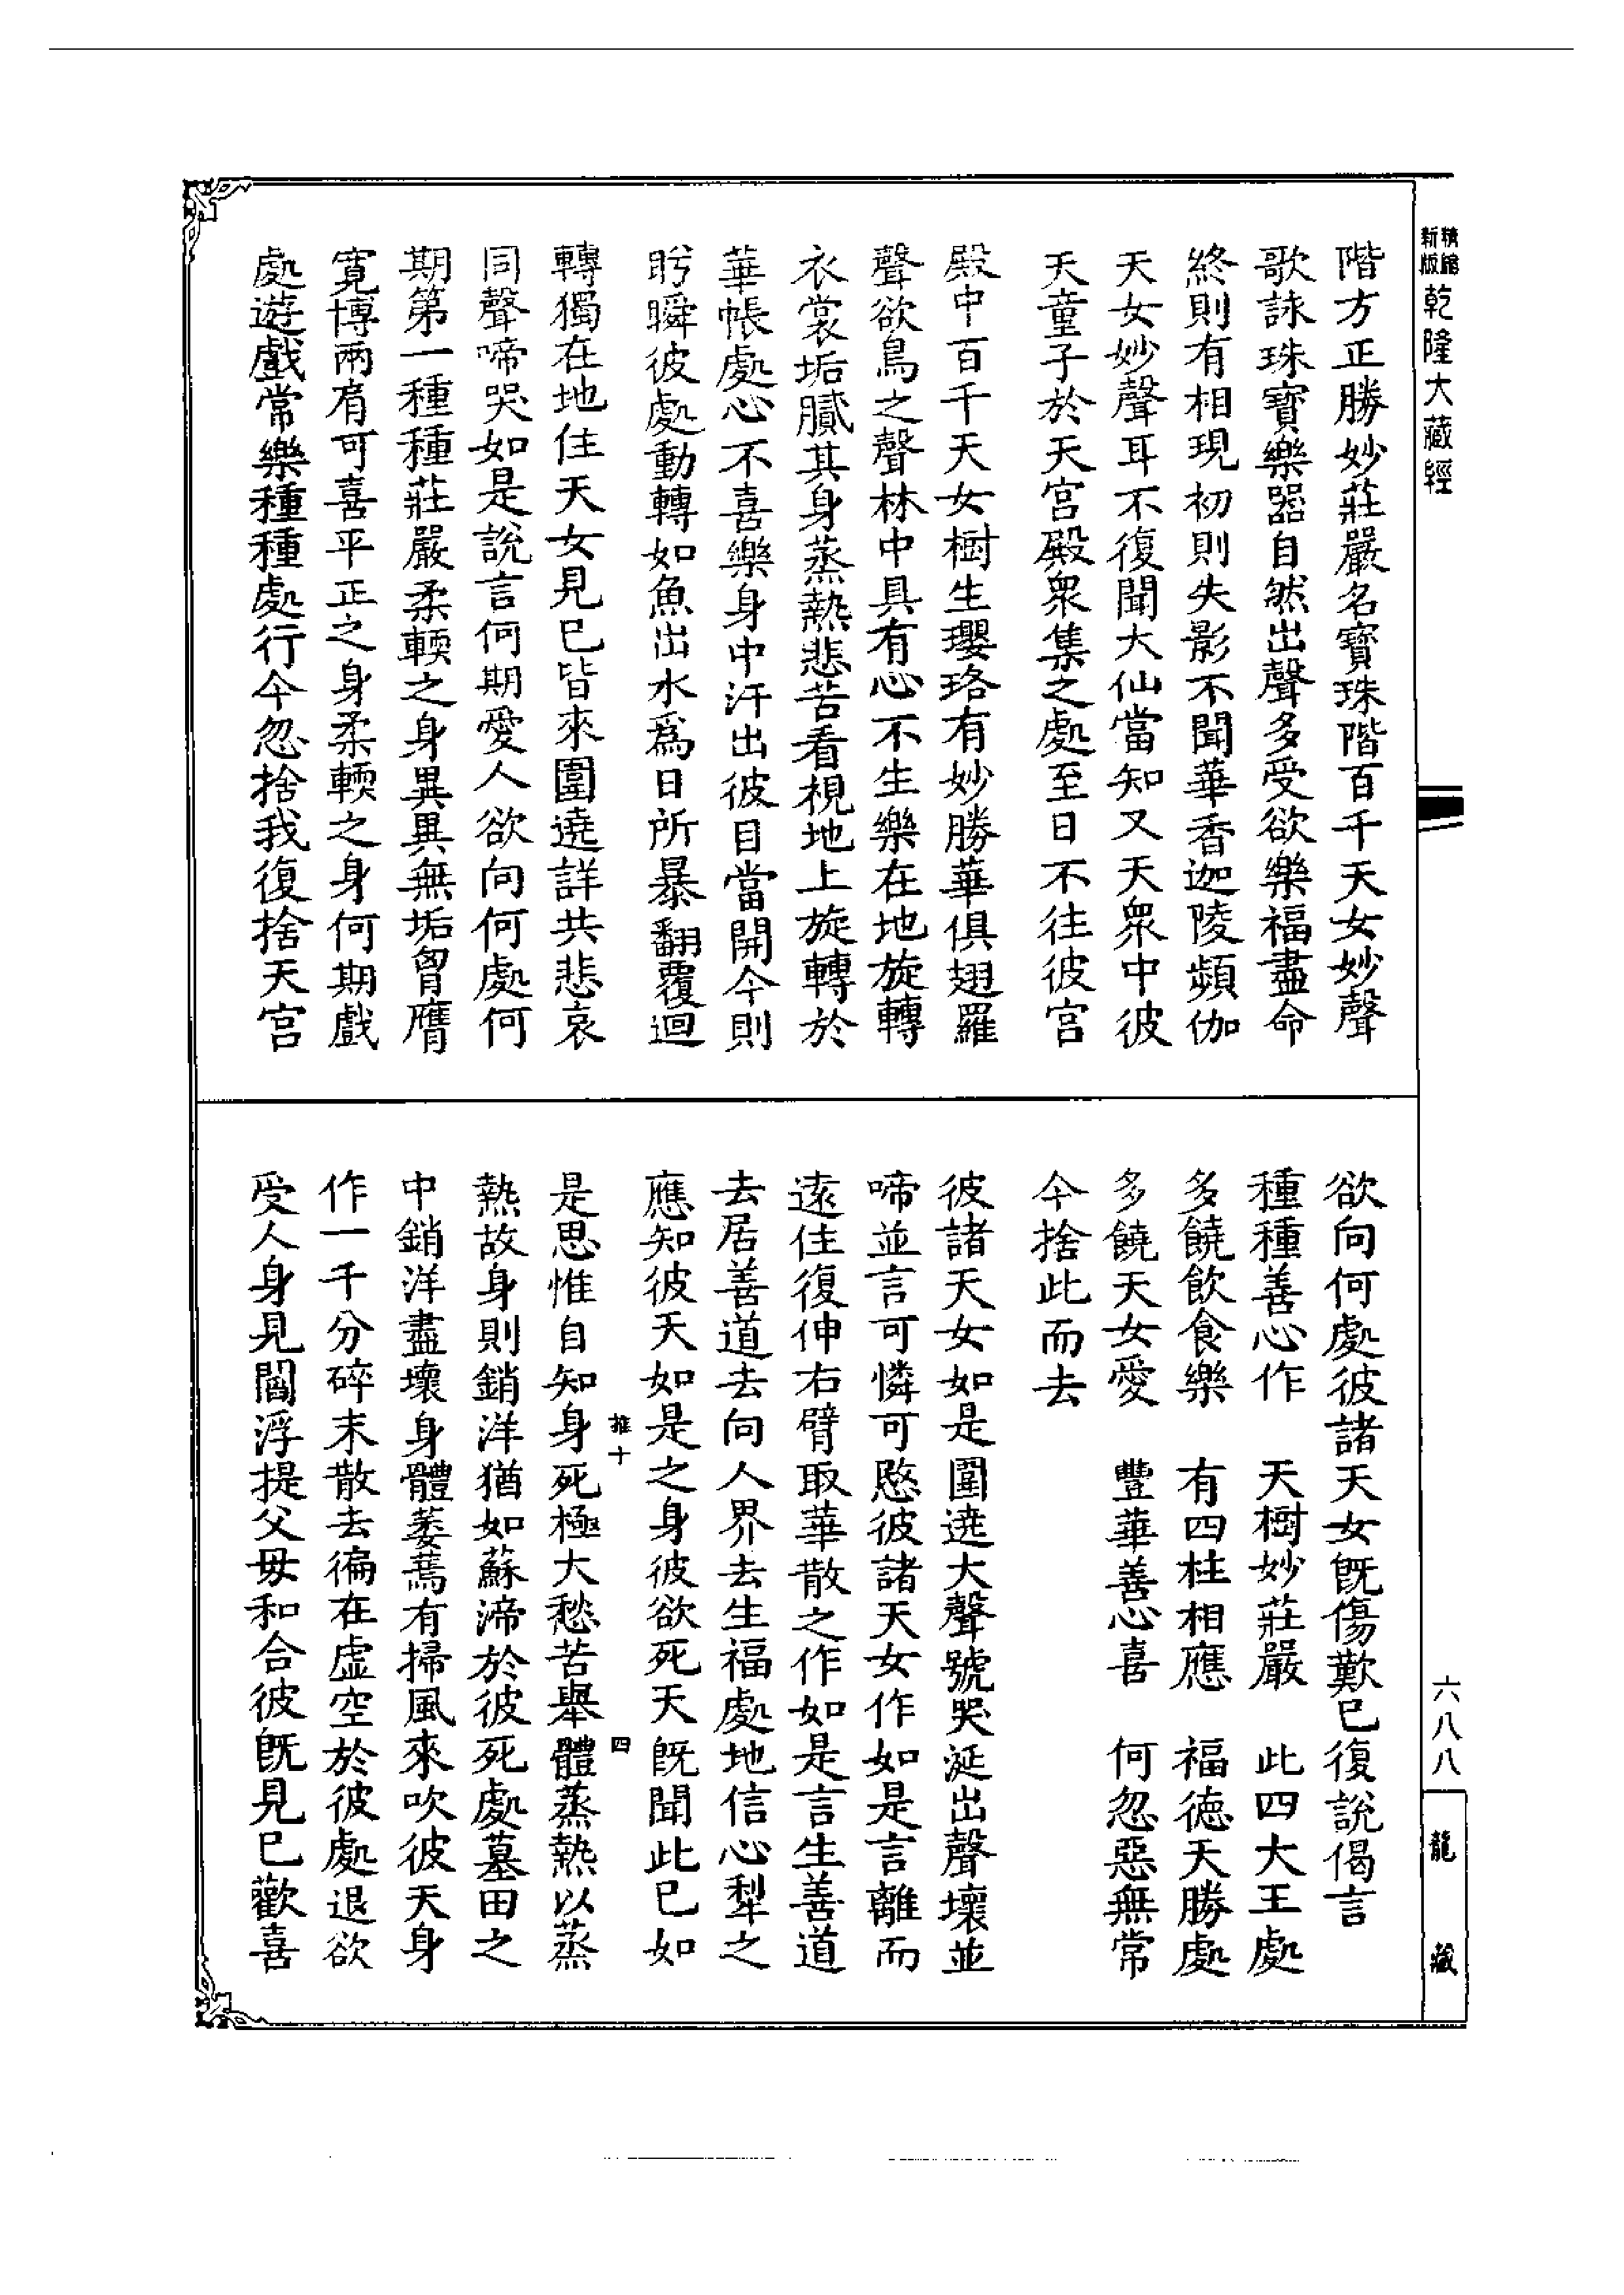 新版精縮乾隆大藏經
階方正勝妙莊嚴名寶珠階百千天女妙聲
歌詠珠寶樂器自然出聲多受欲樂福盡命
終則有相現初則失影不聞華香迦陵頻伽
天女妙聲耳不復聞大仙當知又天眾中彼
天童子於天宮殿眾集之處至日不往彼宮
殿中百千天女樹生瓔珞有妙勝華俱翅羅
聲欲鳥之聲林中具有心不生樂在地旋轉
衣裳垢膩其身蒸熱悲苦看視地上旋轉於
華帳處心不喜樂身中汗出彼目當開今則
眄瞬彼處動轉如魚出水為日所暴翻覆迴
轉獨在地住天女見已皆來圍遶詳共悲哀
同聲啼哭如是說言何期愛人欲向何處何
期第一種種莊嚴柔輭之身異異無垢胷膺
寬博兩肩可喜平正之身柔輭之身何期戲
處遊戲常樂種種處行今忽捨我復捨天宮
欲向何處彼諸天女既傷歎已復說偈言
種種善心作　天樹妙莊嚴　此四大王處
多饒飲食樂　有四柱相應　福德天勝處
多饒天女愛　豐華善心喜　何忽惡無常
今捨此而去
彼諸天女如是圍遶大聲號哭涎出聲壞並
啼並言可憐可愍彼諸天女作如是言離而
遠住復伸右臂取華散之作如是言生善道
去居善道去向人界去生福處地信心犁之
應知彼天如是之身彼欲死天既聞此已如
推十　四
是思惟自知身死極大愁苦舉體蒸熱以蒸
熱故身則銷洋猶如蘇渧於彼死處墓田之
中銷洋盡壞身體萎蔫有掃風來吹彼天身
作一千分碎末散去徧在虛空於彼處退欲
受人身見閻浮提父母和合彼既見已歡喜
六八八
龍藏